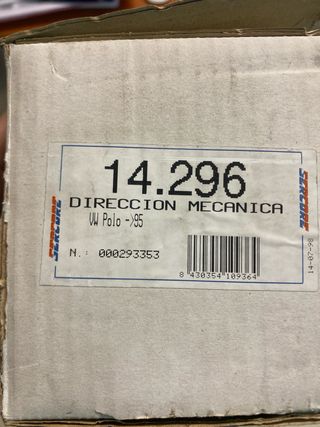 14.296
DIRECCION MECANICA
VW Polo ->95
N.: 000293353
8 430354 109364
SERCORE
SERCORE
14-07-98